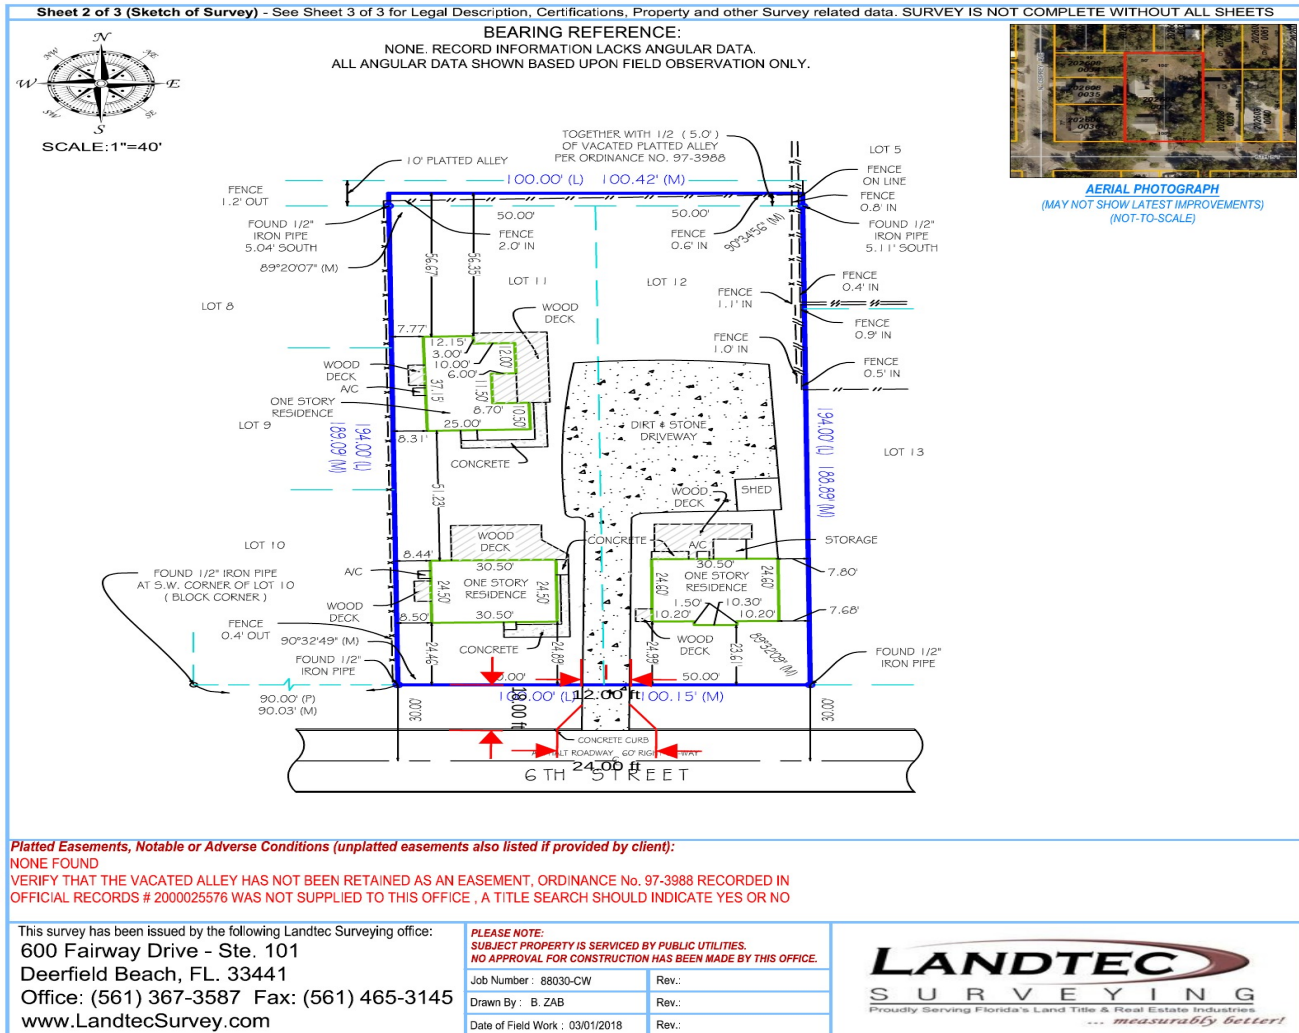 Sheet 2 of 3 (Sketch of Survey) - See Sheet 3 of 3 for Legal Description, Certifications, Property and other Survey related data. SURVEY IS NOT COMPLETE WITHOUT ALL SHEETS
BEARING REFERENCE:
NONE. RECORD INFORMATION LACKS ANGULAR DATA.
ALL ANGULAR DATA SHOWN BASED UPON FIELD OBSERVATION ONLY.
N
NW
NE
W
E
SW
SE
S
SCALE:1"=40'
AERIAL PHOTOGRAPH
(MAY NOT SHOW LATEST IMPROVEMENTS)
(NOT-TO-SCALE)
TOGETHER WITH 1/2 ( 5.0')
OF VACATED PLATTED ALLEY
PER ORDINANCE NO. 97-3988
10' PLATTED ALLEY
100.00' (L) 100.42' (M)
LOT 5
FENCE
ON LINE
FENCE
0.8' IN
FENCE
1.2' OUT
FOUND 1/2"
IRON PIPE
5.04' SOUTH
89°20'07" (M)
50.00'
50.00'
FENCE
2.0' IN
FENCE
0.6' IN
90°34'56" (M)
FOUND 1/2"
IRON PIPE
5.11' SOUTH
56.67'
56.35'
LOT 11
LOT 12
LOT 8
FENCE
1.1' IN
FENCE
0.4' IN
FENCE
0.9' IN
FENCE
1.0' IN
FENCE
0.5' IN
WOOD
DECK
7.77'
12.15'
3.00'
10.00'
6.00'
12.00'
11.50'
37.15'
8.70'
10.50'
25.00'
WOOD
DECK
A/C
ONE STORY
RESIDENCE
LOT 9
8.31'
194.00' (L)
189.09' (M)
CONCRETE
DIRT & STONE
DRIVEWAY
194.00' (L) 188.89' (M)
LOT 13
51.23'
WOOD
DECK
SHED
LOT 10
WOOD
DECK
CONCRETE
A/C
STORAGE
8.44'
30.50'
ONE STORY
RESIDENCE
24.50'
24.50'
30.50'
A/C
WOOD
DECK
8.50'
30.50'
ONE STORY
RESIDENCE
24.60'
24.60'
1.50'
10.30'
10.20'
10.20'
7.80'
7.68'
FOUND 1/2" IRON PIPE
AT S.W. CORNER OF LOT 10
( BLOCK CORNER )
FENCE
0.4' OUT
90°32'49" (M)
FOUND 1/2"
IRON PIPE
CONCRETE
WOOD
DECK
24.46
24.89
24.99
23.61
89°32'09" (M)
FOUND 1/2"
IRON PIPE
50.00'
90.00' (P)
90.03' (M)
100.00' (L)
12.00 ft
100.15' (M)
30.00'
30.00'
CONCRETE CURB
24.00 ft
6TH STREET
Platted Easements, Notable or Adverse Conditions (unplatted easements also listed if provided by client):
NONE FOUND
VERIFY THAT THE VACATED ALLEY HAS NOT BEEN RETAINED AS AN EASEMENT, ORDINANCE No. 97-3988 RECORDED IN
OFFICIAL RECORDS # 2000025576 WAS NOT SUPPLIED TO THIS OFFICE , A TITLE SEARCH SHOULD INDICATE YES OR NO
This survey has been issued by the following Landtec Surveying office:
600 Fairway Drive - Ste. 101
Deerfield Beach, FL. 33441
Office: (561) 367-3587 Fax: (561) 465-3145
www.LandtecSurvey.com
PLEASE NOTE:
SUBJECT PROPERTY IS SERVICED BY PUBLIC UTILITIES.
NO APPROVAL FOR CONSTRUCTION HAS BEEN MADE BY THIS OFFICE.
Job Number : 88030-CW
Rev.:
Drawn By : B. ZAB
Rev.:
Date of Field Work : 03/01/2018
Rev.:
LANDTEC
SURVEYING
Proudly Serving Florida's Land Title & Real Estate Industries
... measurably better!